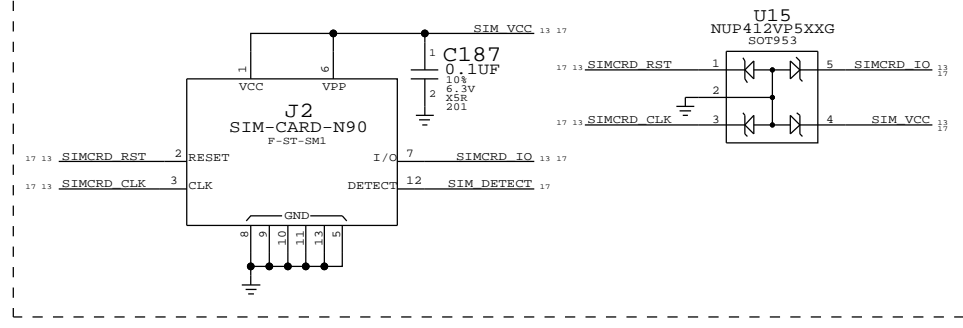 SIM_VCC 13 17
1 6
VCC VPP
1 C187
0.1UF
10%
2 6.3V
X5R
201
J2
SIM-CARD-N90
F-ST-SM1
17 13 SIMCRD_RST 2 RESET
I/O 7 SIMCRD_IO 13 17
17 13 SIMCRD_CLK 3 CLK
DETECT 12 SIM_DETECT 17
GND
8 9 10 11 13 5
U15
NUP412VP5XXG
SOT953
17 13 SIMCRD_RST 1 5 SIMCRD_IO 13 17
2
17 13 SIMCRD_CLK 3 4 SIM_VCC 13 17